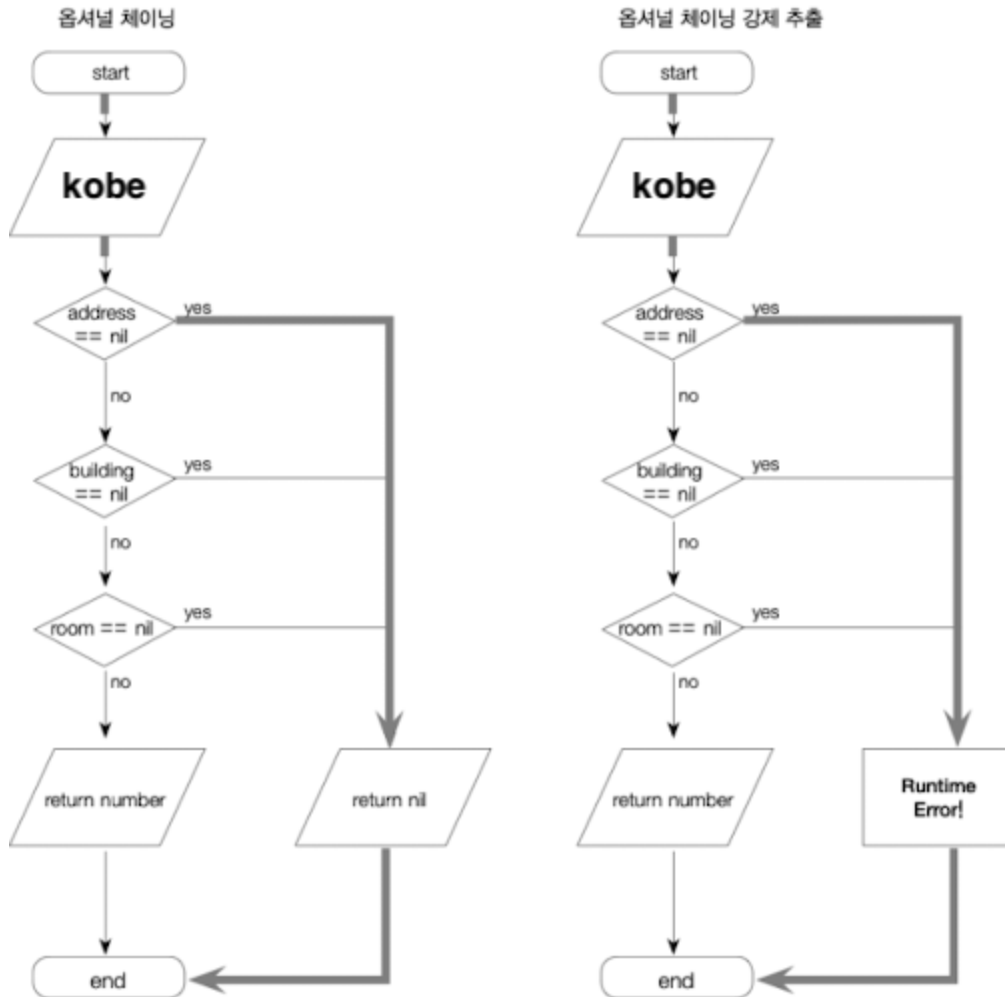 옵셔널 체이닝
start
kobe
address
== nil
yes
no
building
== nil
yes
no
room == nil
yes
no
return number
return nil
end
옵셔널 체이닝 강제 추출
start
kobe
address
== nil
yes
no
building
== nil
yes
no
room == nil
yes
no
return number
Runtime
Error!
end